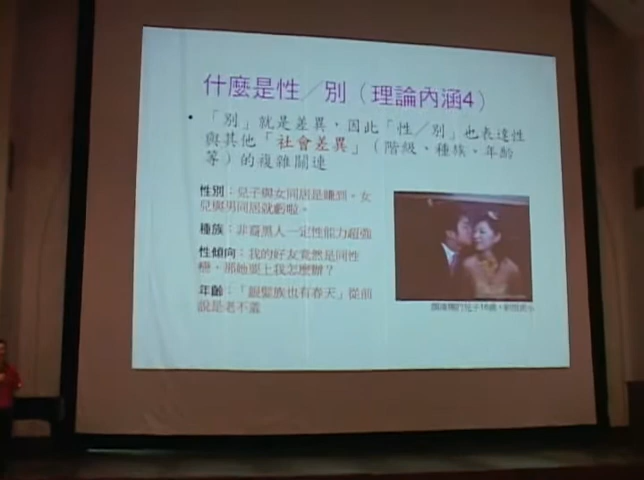 什麼是性／別（理論內涵4）
• 「別」就是差異，因此「性／別」也表達性
與其他「社會差異」（階級、種族、年齡
等）的複雜關連
性別：兒子與女同居是賺到，女
兒與男同居就虧啦。
種族：非裔黑人一定性能力超強
性傾向：我的好友竟然是同性
戀，那她愛上我怎麼辦？
年齡：「銀髮族也有春天」從前
說是老不羞